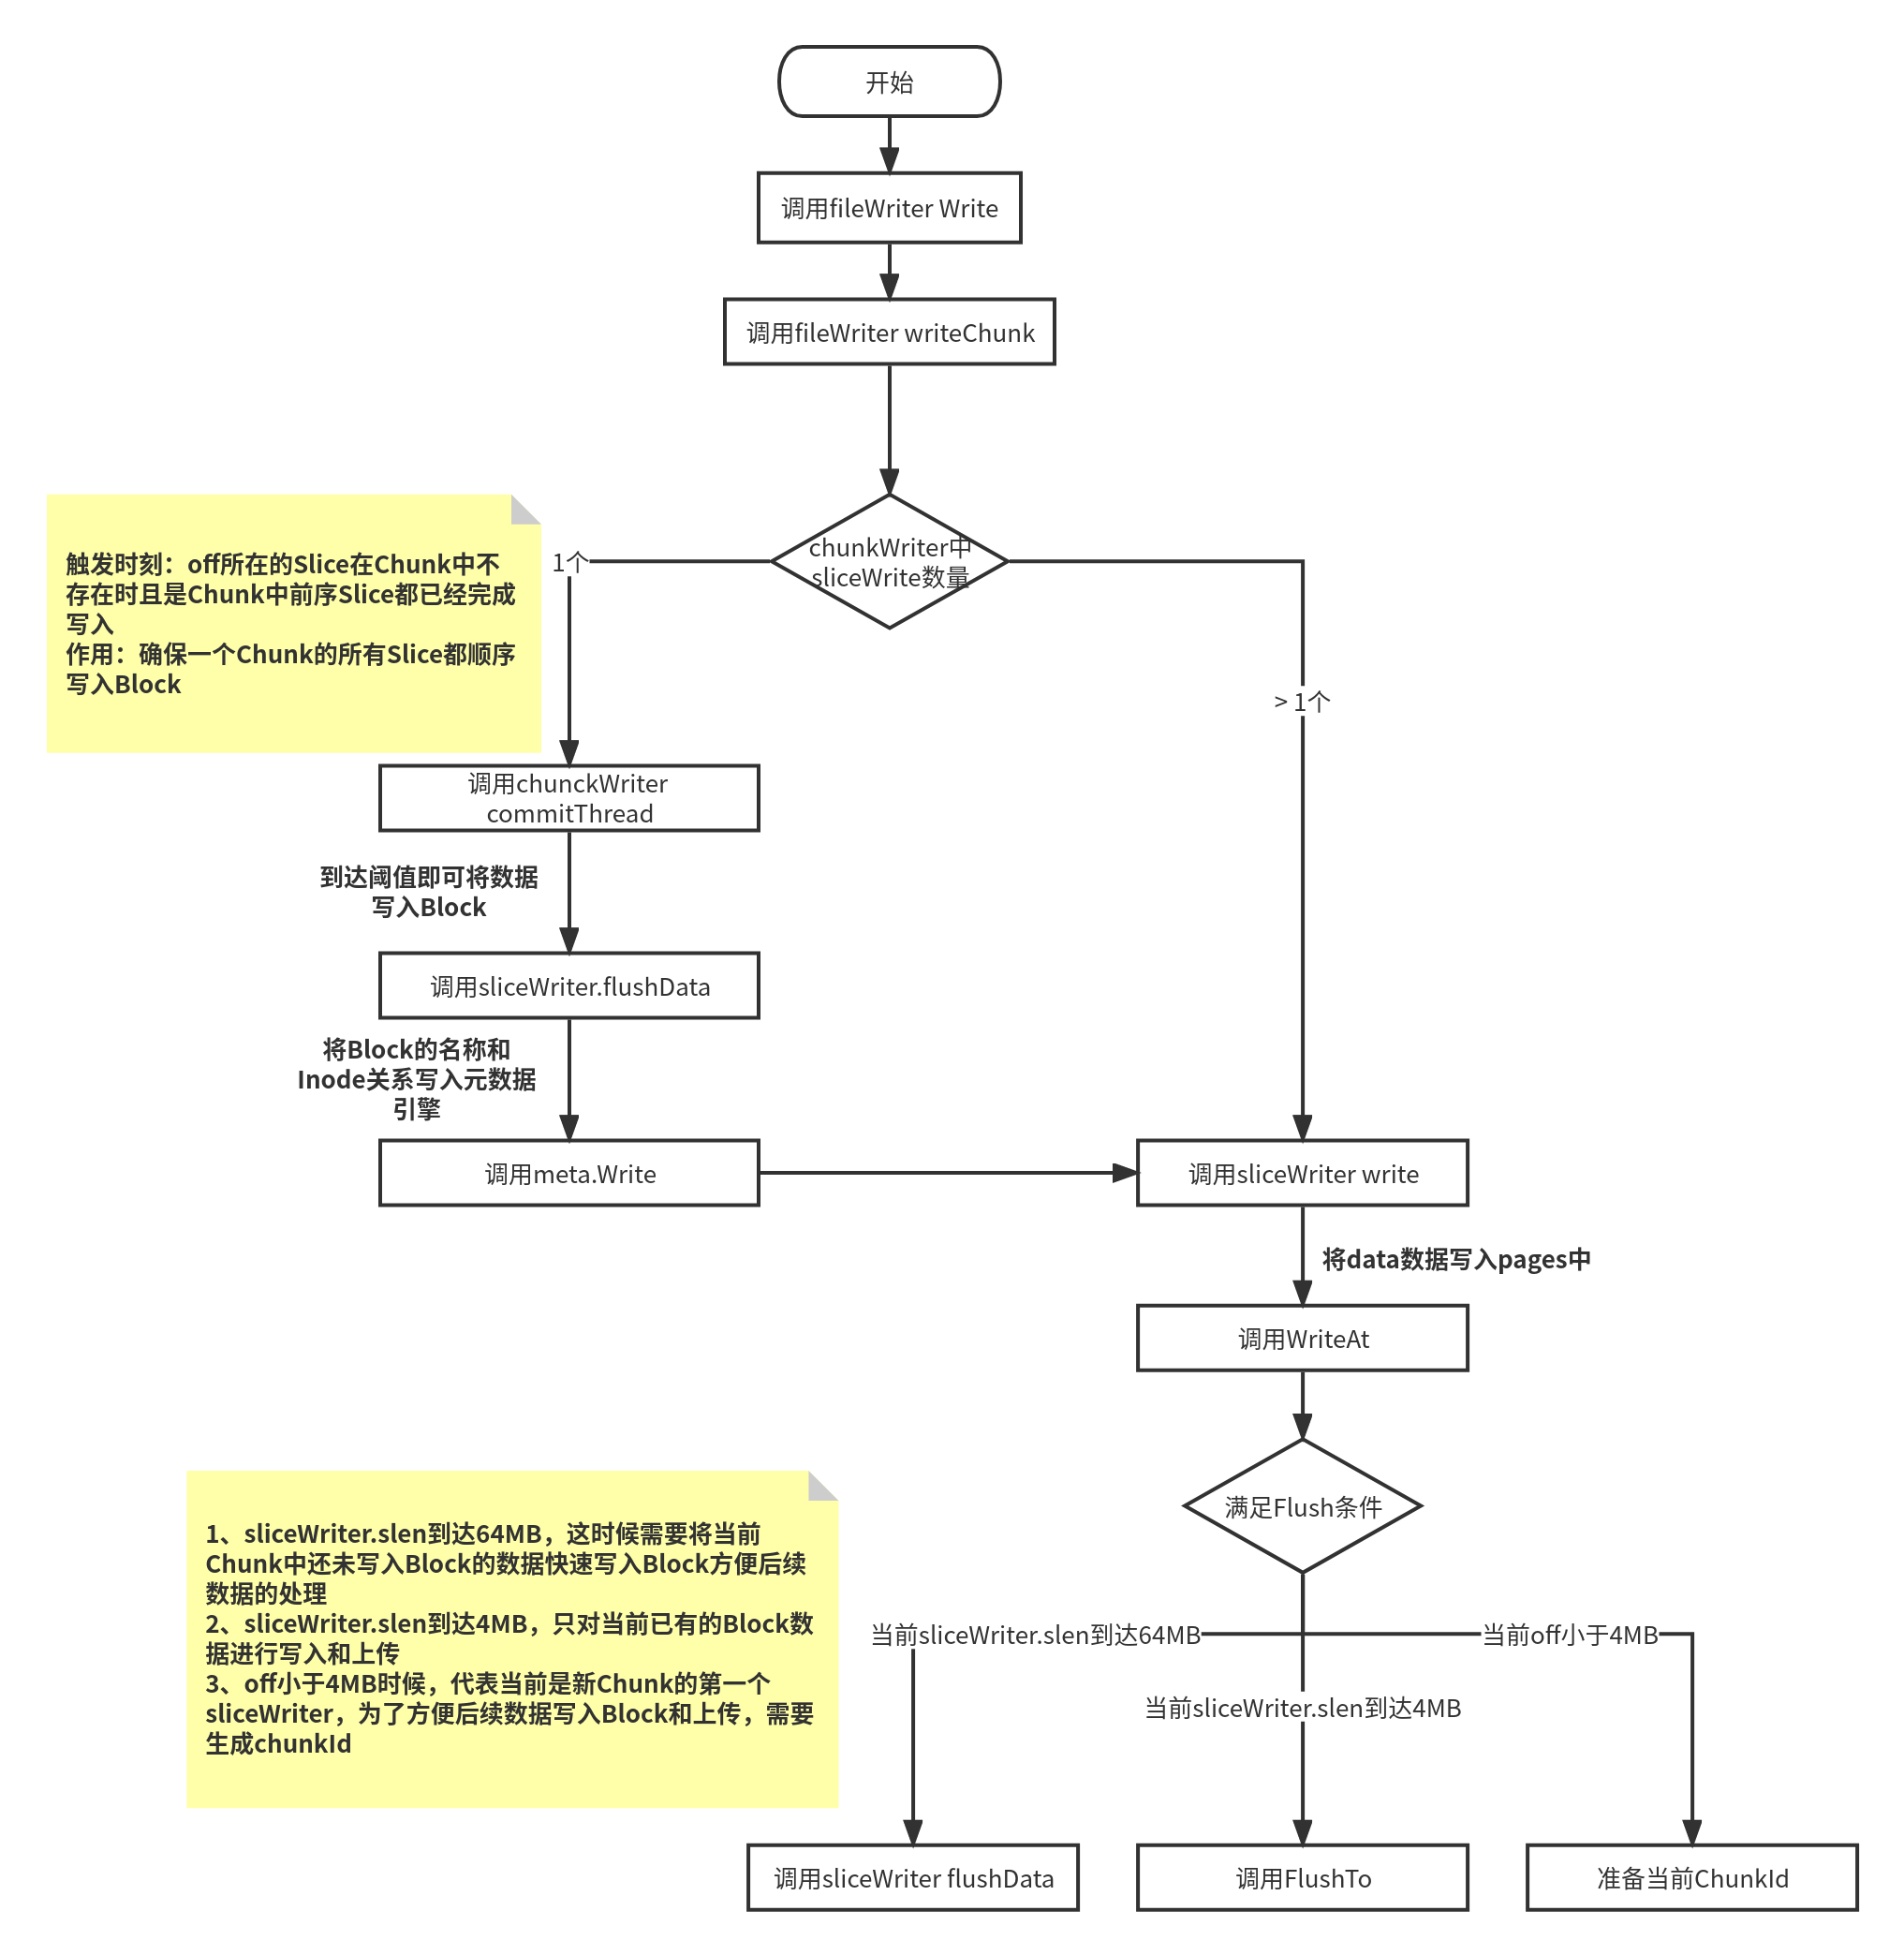 开始
调用fileWriter Write
调用fileWriter writeChunk
chunkWriter中
sliceWrite数量
1个
> 1个
触发时刻：off所在的Slice在Chunk中不
存在时且是Chunk中前序Slice都已经完成
写入
作用：确保一个Chunk的所有Slice都顺序
写入Block
调用chunckWriter
commitThread
到达阈值即可将数据
写入Block
调用sliceWriter.flushData
将Block的名称和
Inode关系写入元数据
引擎
调用meta.Write
调用sliceWriter write
将data数据写入pages中
调用WriteAt
满足Flush条件
1、sliceWriter.slen到达64MB，这时候需要将当前
Chunk中还未写入Block的数据快速写入Block方便后续
数据的处理
2、sliceWriter.slen到达4MB，只对当前已有的Block数
据进行写入和上传
3、off小于4MB时候，代表当前是新Chunk的第一个
sliceWriter，为了方便后续数据写入Block和上传，需要
生成chunkId
当前sliceWriter.slen到达64MB
当前off小于4MB
当前sliceWriter.slen到达4MB
调用sliceWriter flushData
调用FlushTo
准备当前ChunkId